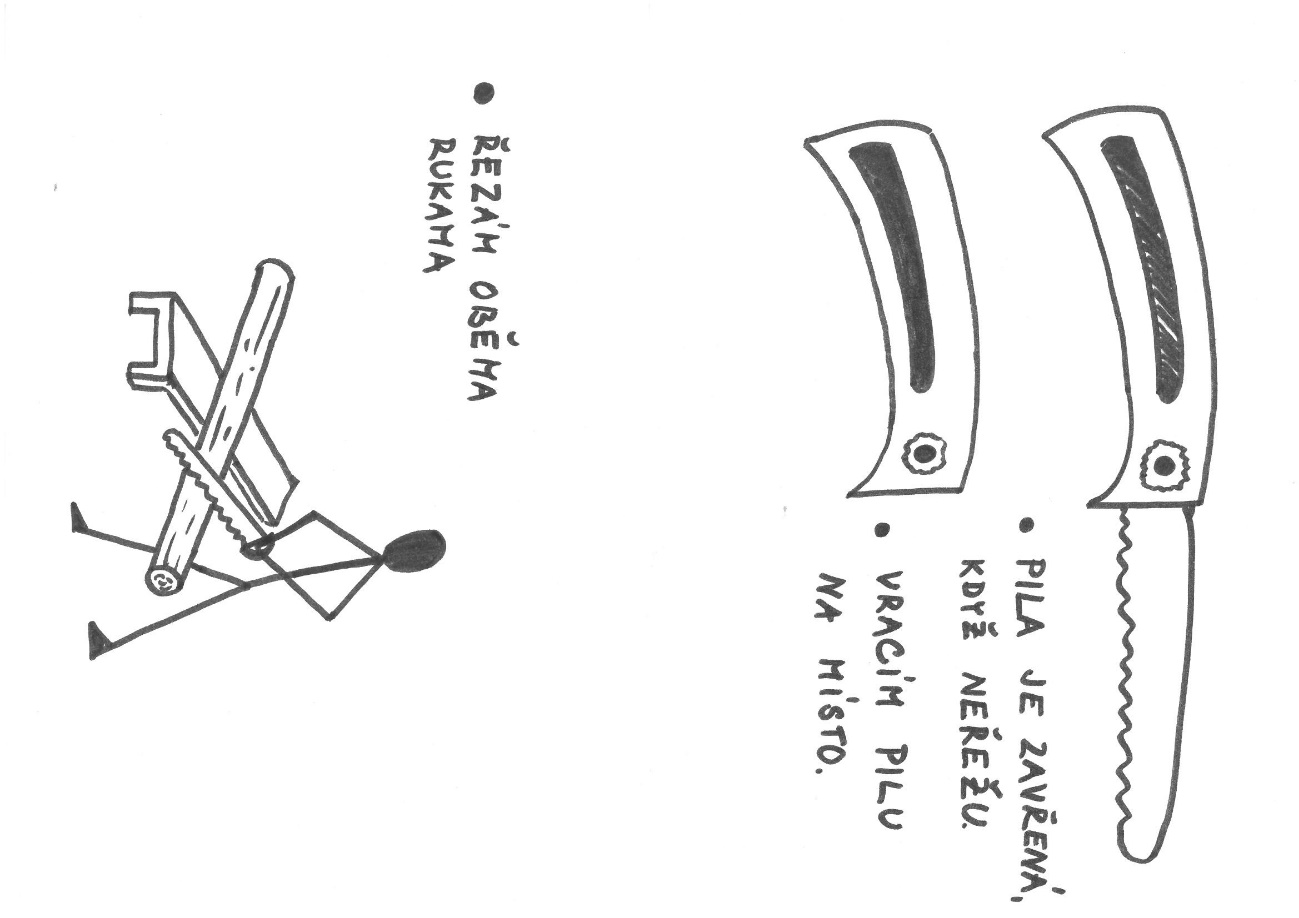 • PILA JE ZAVŘENÁ,
KDYŽ NEŘEŽU.
• VRACÍM PILU
NA MÍSTO.
• ŘEZÁM OBĚMA
RUKAMA